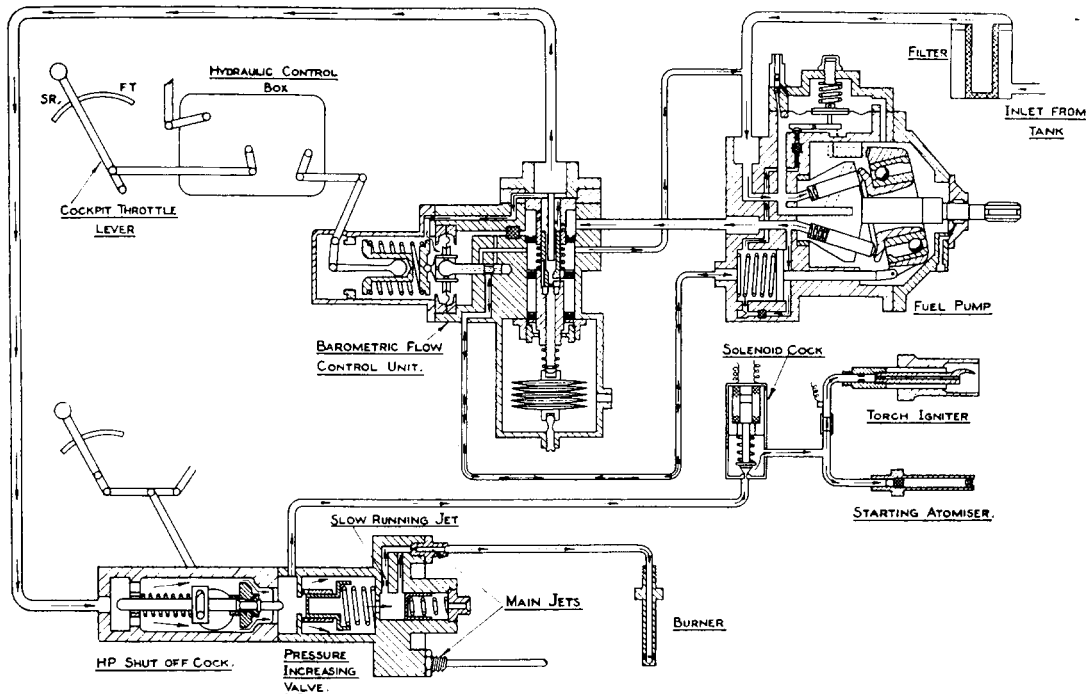 FILTER
INLET FROM
TANK
HYDRAULIC CONTROL
BOX
SR.
FT
COCKPIT THROTTLE
LEVER
FUEL PUMP
BAROMETRIC FLOW
CONTROL UNIT.
SOLENOID COCK
TORCH IGNITER
STARTING ATOMISER.
SLOW RUNNING JET
MAIN JETS
BURNER
HP SHUT OFF COCK.
PRESSURE
INCREASING
VALVE.